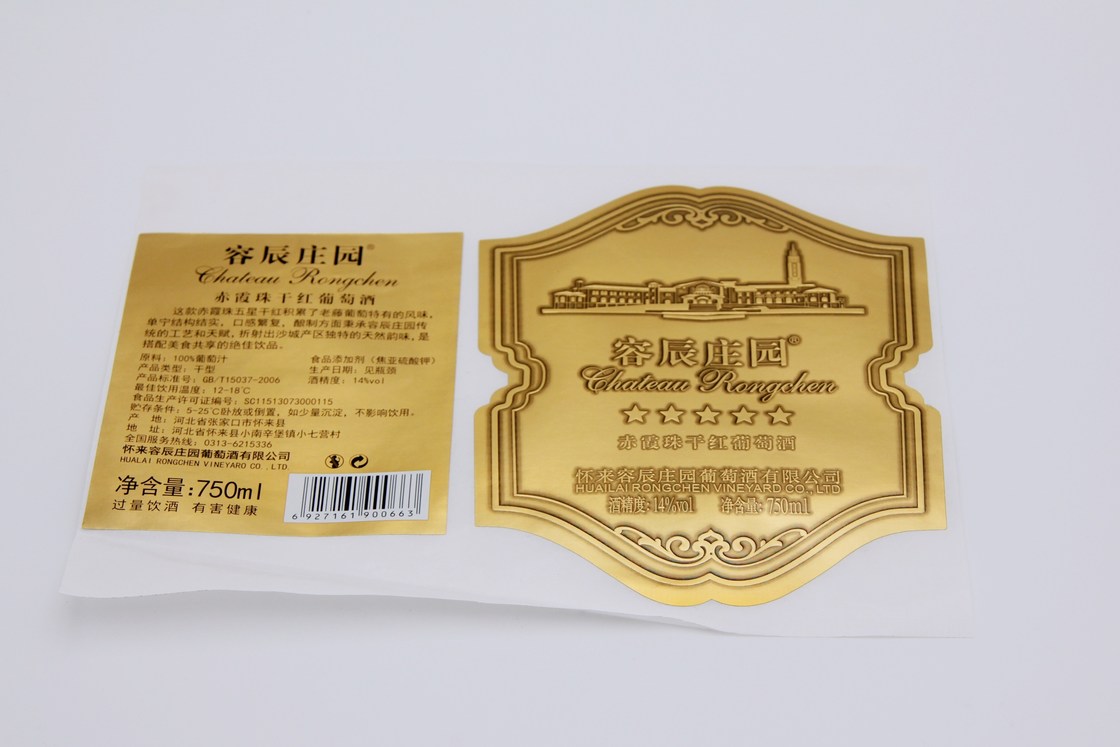 容辰庄园®
Chateau Rongchen
赤霞珠干红葡萄酒
这款赤霞珠五星干红积累了老藤葡萄特有的风味,
单宁结构结实，口感繁复，酿制方面秉承容辰庄园传
统的工艺和天赋,折射出沙城产区独特的天然韵味,是
搭配美食共享的绝佳饮品。
原料：100%葡萄汁 食品添加剂（焦亚硫酸钾）
产品类型：干型 生产日期：见瓶颈
产品标准号：GB/T15037-2006 酒精度：14%vol
最佳饮用温度：12-18℃
食品生产许可证编号：SC11513073000115
贮存条件：5-25℃卧放或倒置，如少量沉淀，不影响饮用。
产 地：河北省张家口市怀来县
地 址：河北省怀来县小南辛堡镇小七营村
全国服务热线：0313-6215336
怀来容辰庄园葡萄酒有限公司
HUALAI RONGCHEN VINEYARD CO.,LTD
净含量:750ml
过量饮酒 有害健康
6 927161 900663
容辰庄园®
Chateau Rongchen
赤霞珠干红葡萄酒
怀来容辰庄园葡萄酒有限公司
HUAILAI RONGCHEN VINEYARD CO.,LTD
酒精度:14%vol 净含量:750ml